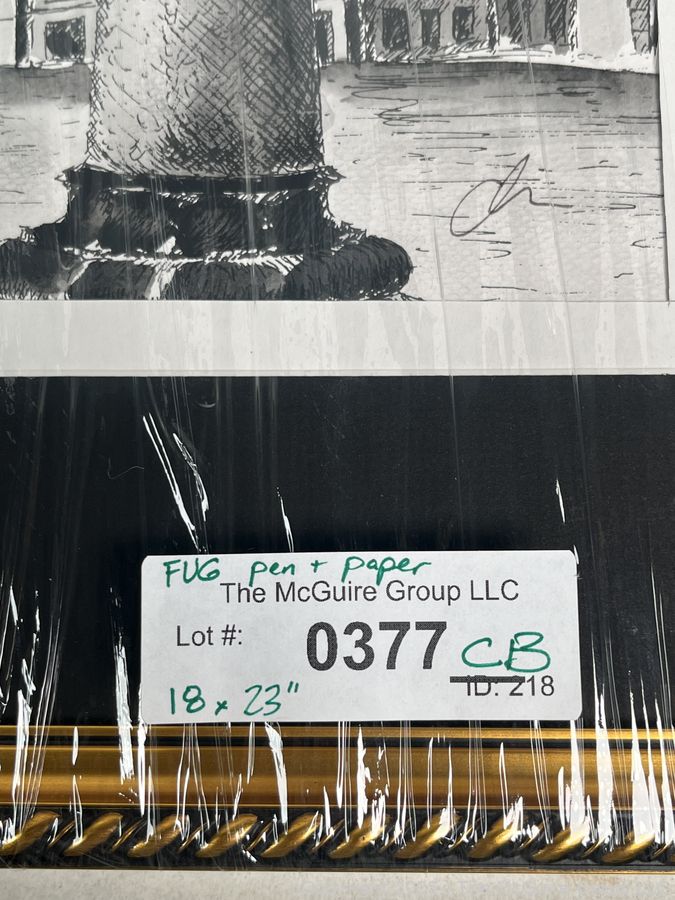 FUG pen + paper
The McGuire Group LLC
Lot #: 0377 CB
ID: 218
18 x 23"